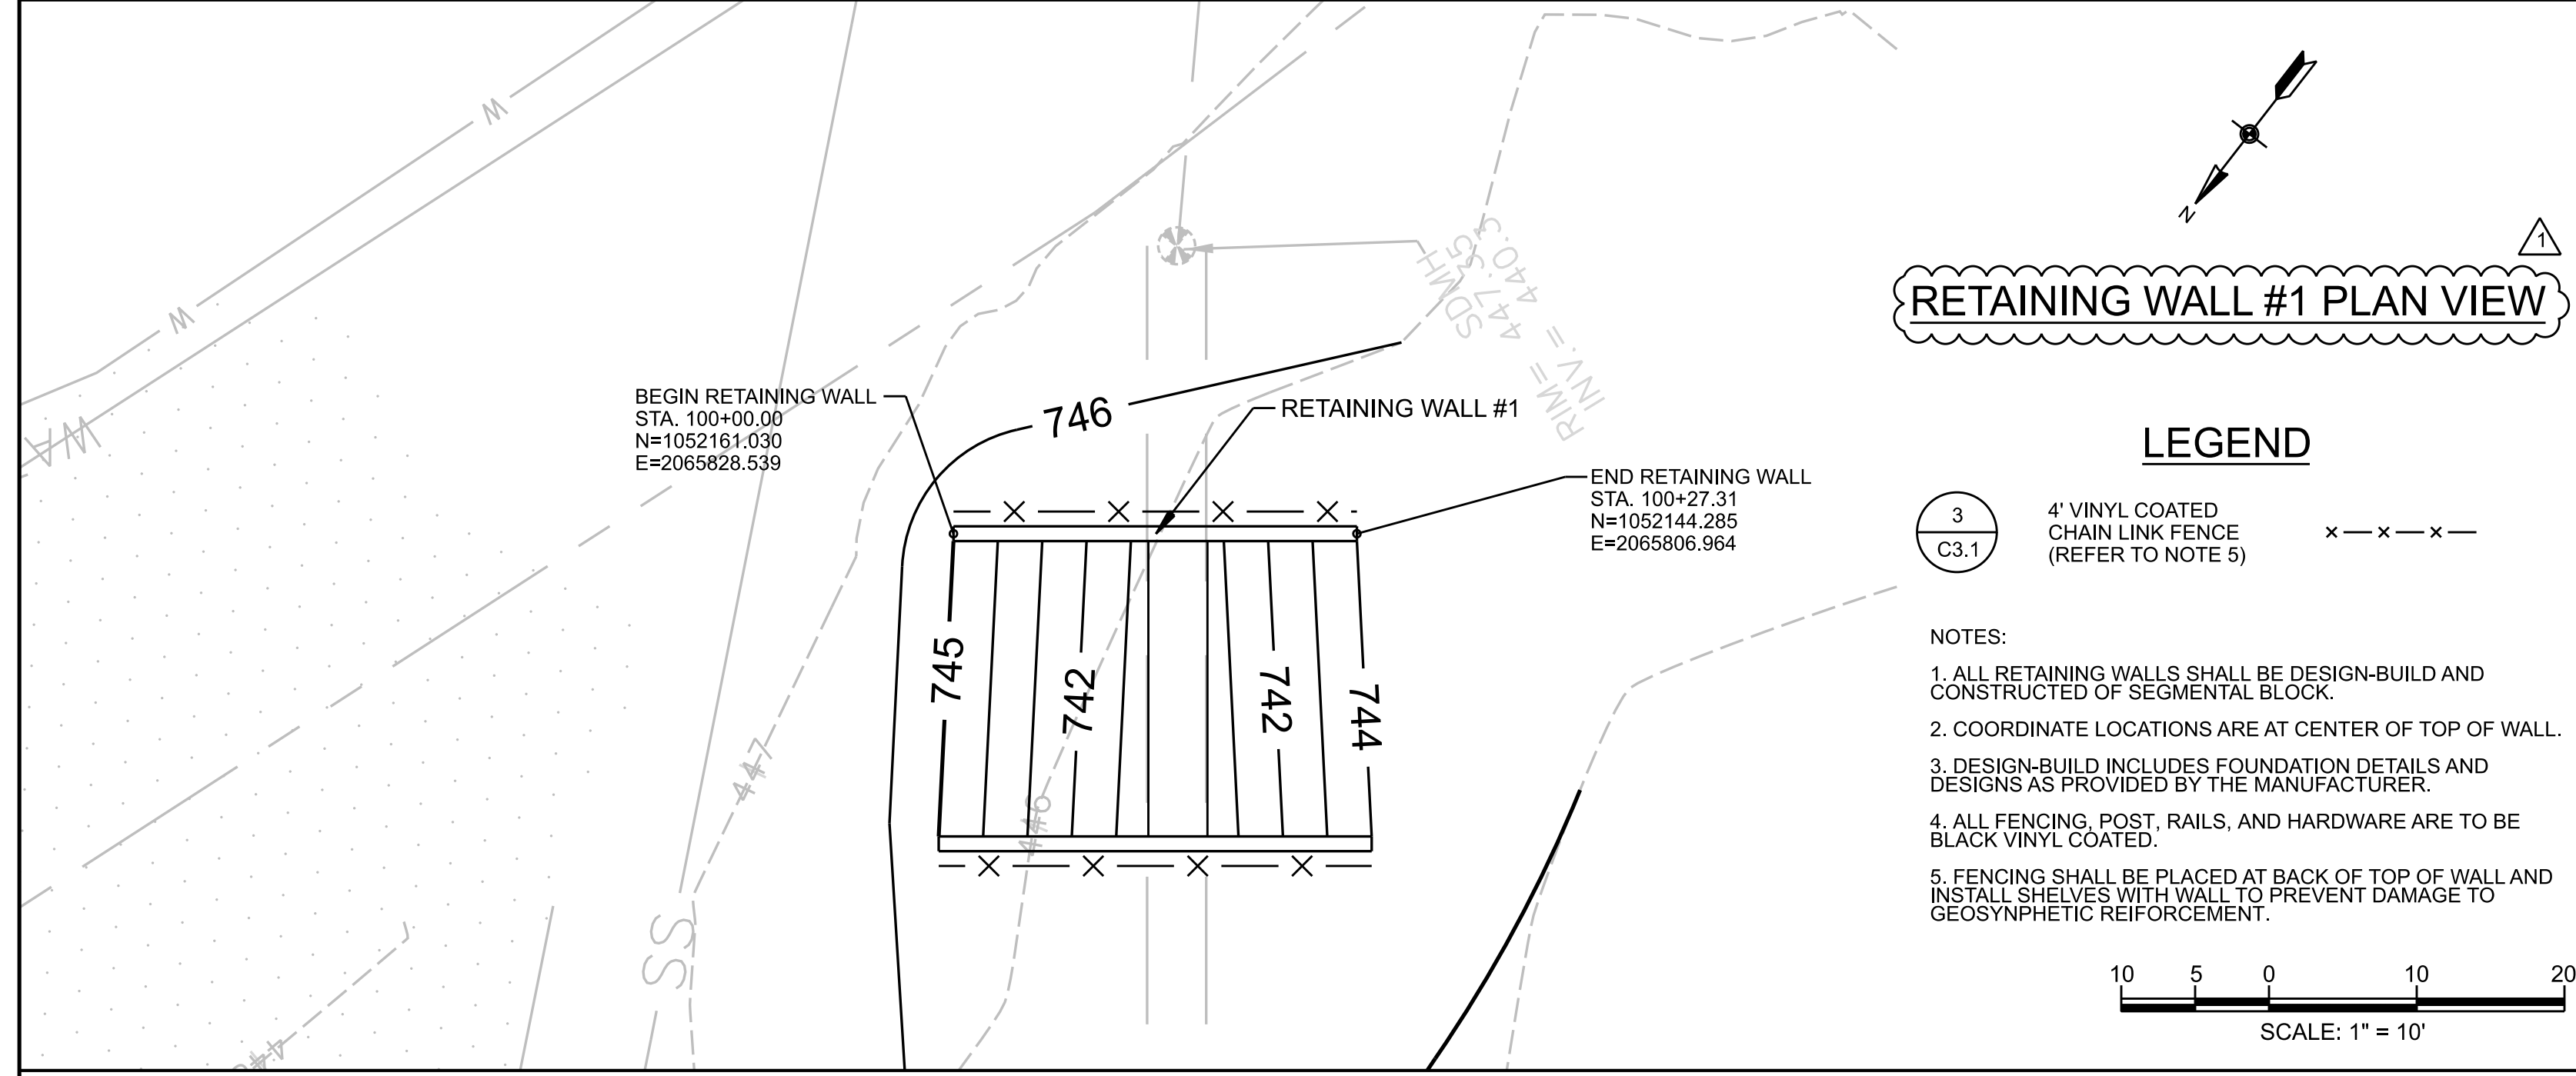 W
W
WA
SDMH
RIM= 447.35
INV.= 440.3
N
1
RETAINING WALL #1 PLAN VIEW
BEGIN RETAINING WALL
STA. 100+00.00
N=1052161.030
E=2065828.539
746
RETAINING WALL #1
END RETAINING WALL
STA. 100+27.31
N=1052144.285
E=2065806.964
745
742
742
744
447
446
SS
LEGEND
3
C3.1
4' VINYL COATED
CHAIN LINK FENCE
(REFER TO NOTE 5)
NOTES:
1. ALL RETAINING WALLS SHALL BE DESIGN-BUILD AND
CONSTRUCTED OF SEGMENTAL BLOCK.
2. COORDINATE LOCATIONS ARE AT CENTER OF TOP OF WALL.
3. DESIGN-BUILD INCLUDES FOUNDATION DETAILS AND
DESIGNS AS PROVIDED BY THE MANUFACTURER.
4. ALL FENCING, POST, RAILS, AND HARDWARE ARE TO BE
BLACK VINYL COATED.
5. FENCING SHALL BE PLACED AT BACK OF TOP OF WALL AND
INSTALL SHELVES WITH WALL TO PREVENT DAMAGE TO
GEOSYNPHETIC REIFORCEMENT.
10 5 0 10 20
SCALE: 1" = 10'